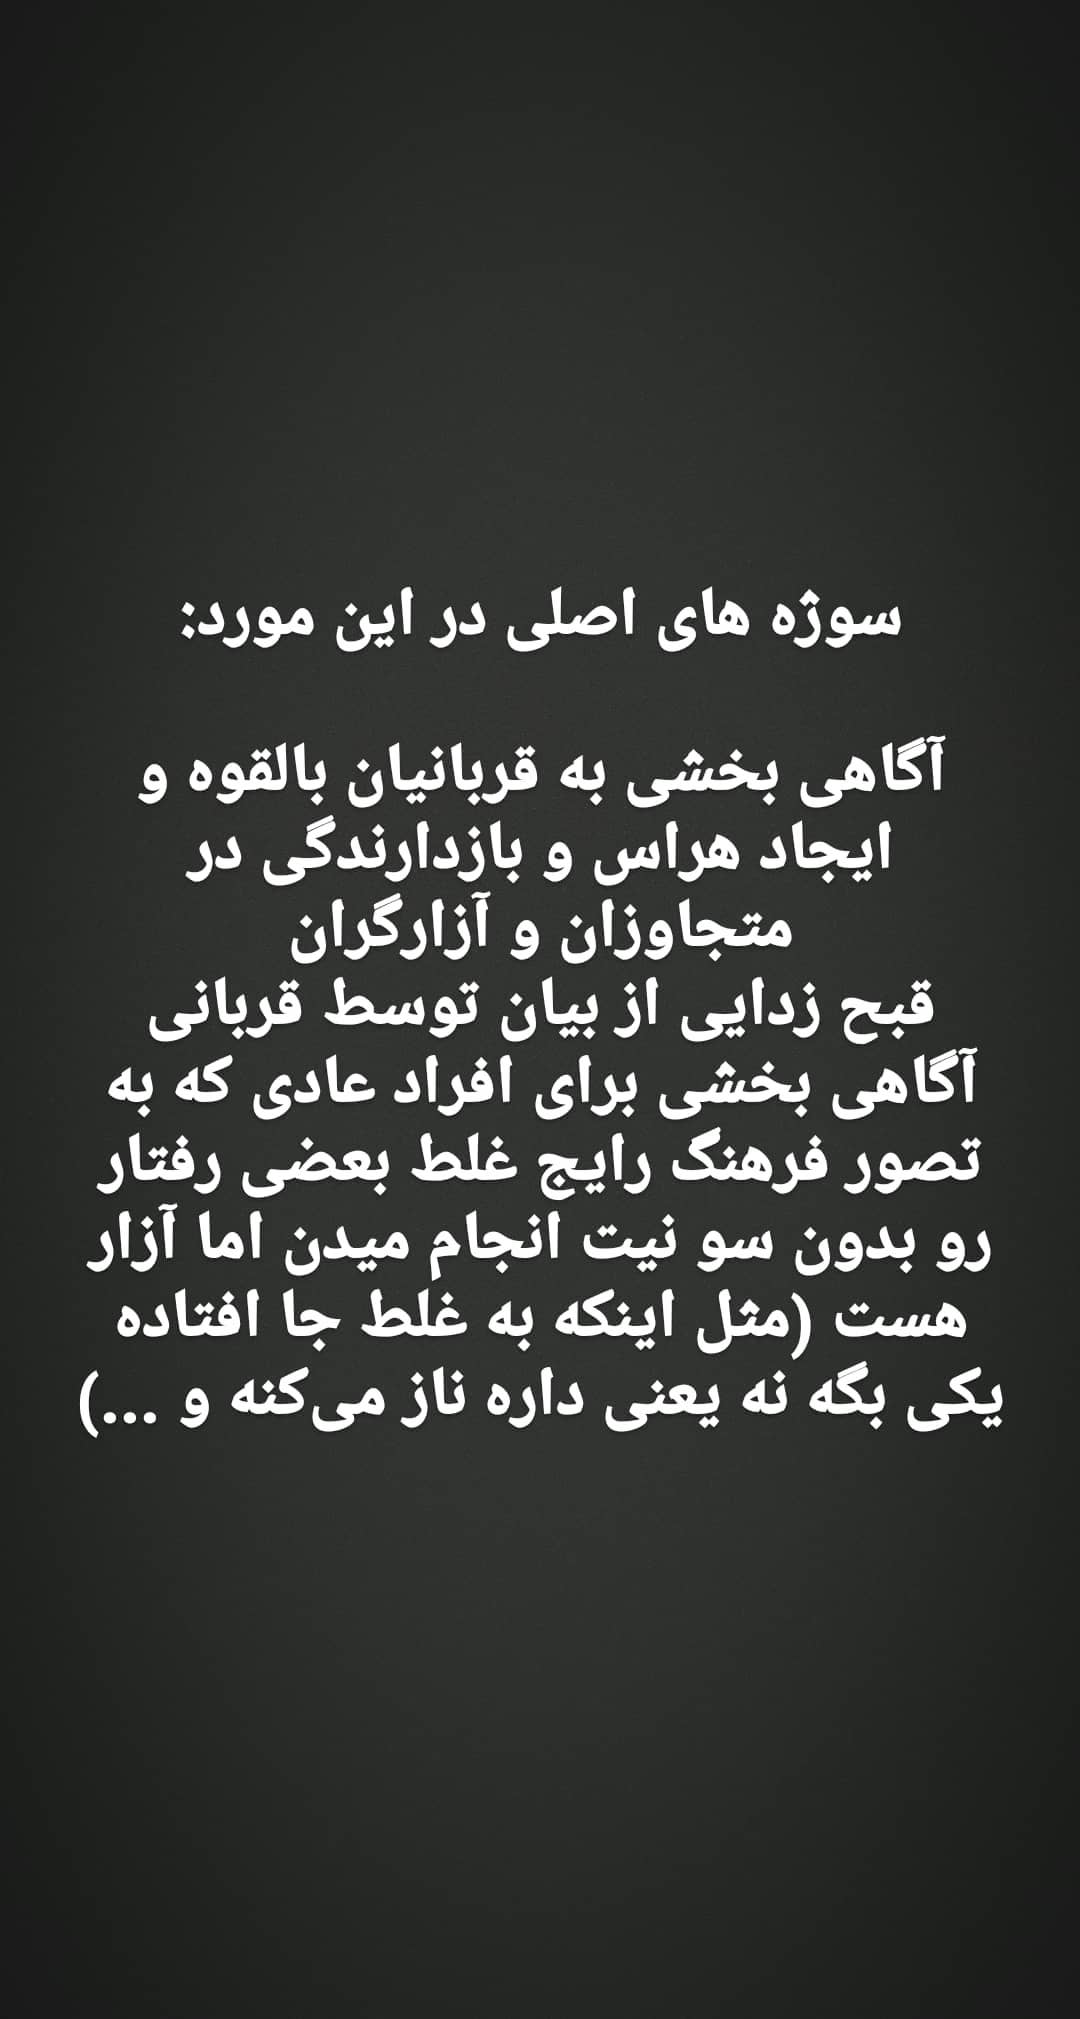 سوژه های اصلی در این مورد:
آگاهی بخشی به قربانیان بالقوه و
ایجاد هراس و بازدارندگی در
متجاوزان و آزارگران
قبح زدایی از بیان توسط قربانی
آگاهی بخشی برای افراد عادی که به
تصور فرهنگ رایج غلط بعضی رفتار
رو بدون سو نیت انجام میدن اما آزار
هست (مثل اینکه به غلط جا افتاده
یکی بگه نه یعنی داره ناز می‌کنه و ...)